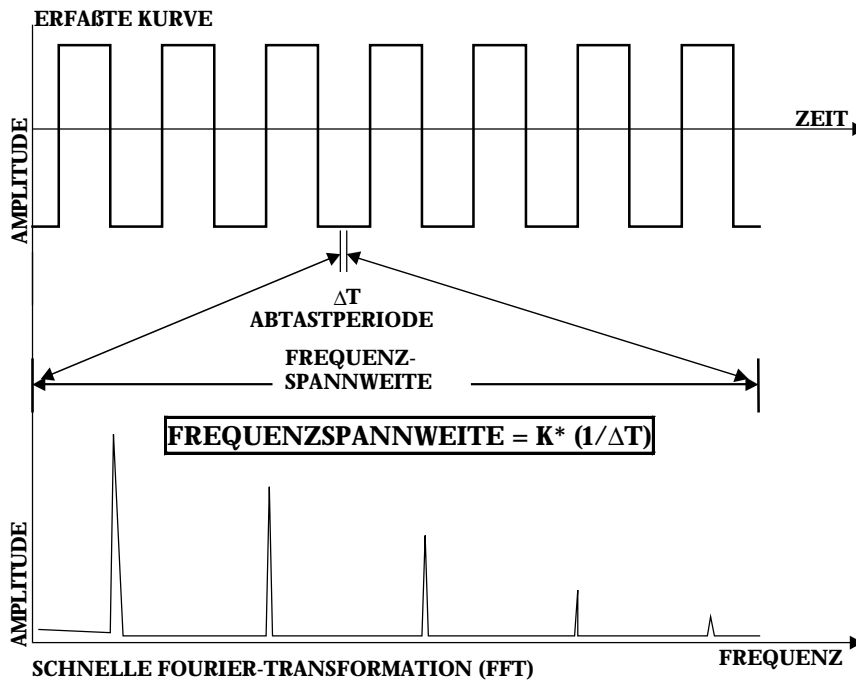 ERFAßTE KURVE
ZEIT
AMPLITUDE
ΔT
ABTASTPERIODE
FREQUENZ-
SPANNWEITE
FREQUENZSPANNWEITE = K* (1/ΔT)
AMPLITUDE
FREQUENZ
SCHNELLE FOURIER-TRANSFORMATION (FFT)